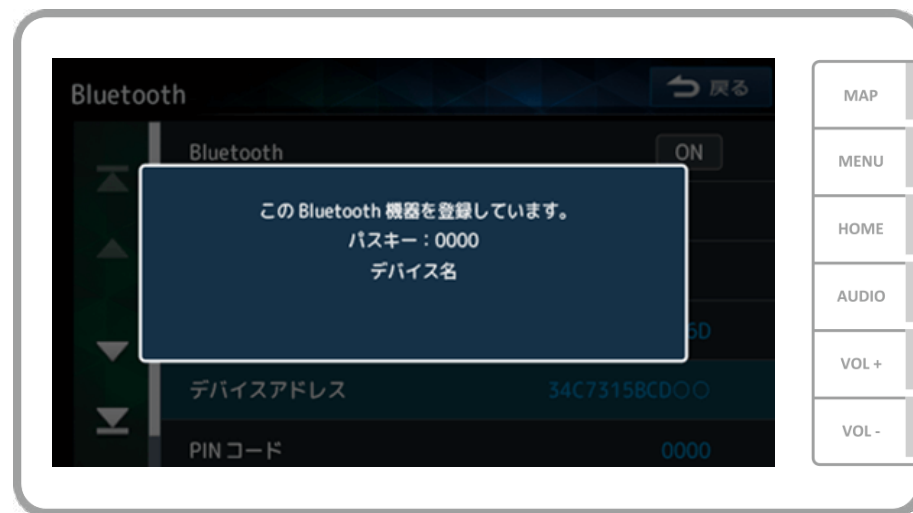 Bluetooth
戻る
Bluetooth
ON
この Bluetooth 機器を登録しています。
パスキー：0000
デバイス名
5D
デバイスアドレス
34C7315BCD○○
PIN コード
0000
MAP
MENU
HOME
AUDIO
VOL +
VOL -